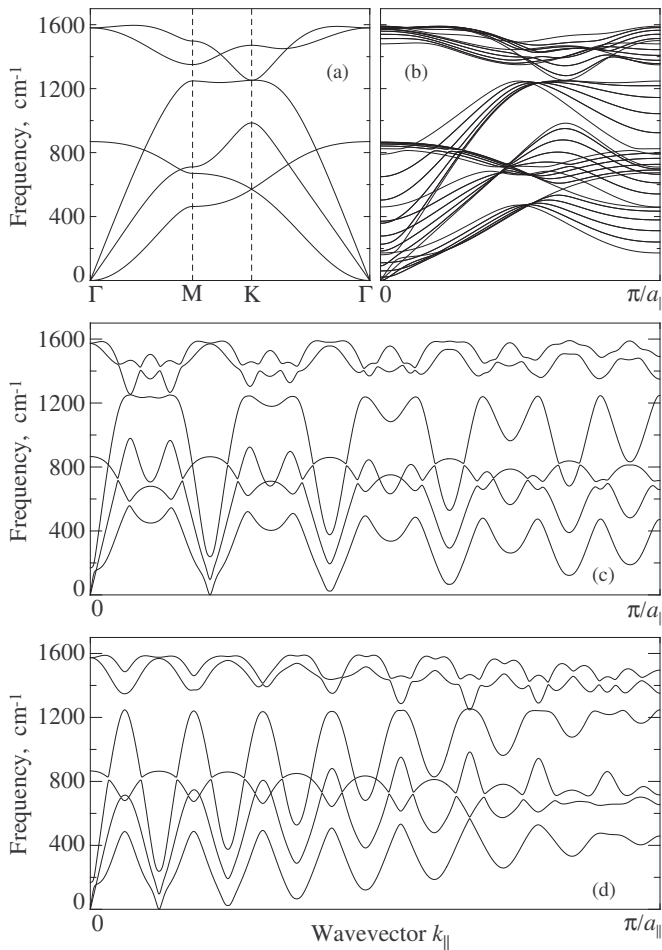 1600
1200
800
400
0
Frequency, cm-1
(a)
(b)
Γ
M
K
Γ
0
π/a||
1600
1200
800
400
0
Frequency, cm-1
(c)
0
π/a||
1600
1200
800
400
0
Frequency, cm-1
(d)
0
Wavevector k||
π/a||